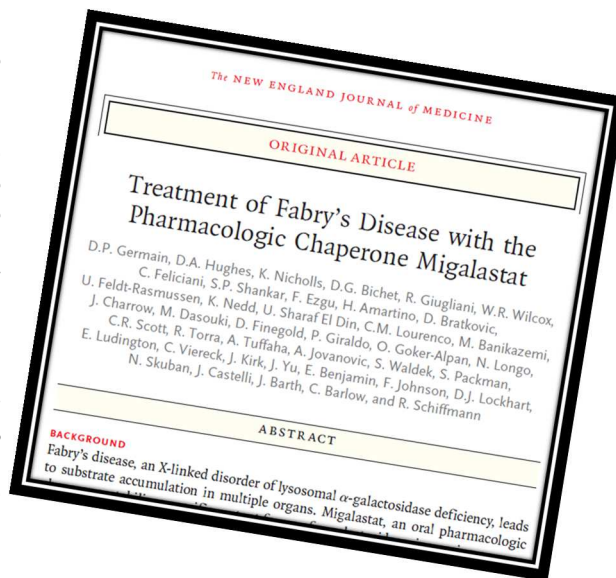 The NEW ENGLAND JOURNAL of MEDICINE
ORIGINAL ARTICLE
Treatment of Fabry's Disease with the
Pharmacologic Chaperone Migalastat
D.P. Germain, D.A. Hughes, K. Nicholls, D.G. Bichet, R. Giugliani, W.R. Wilcox,
C. Feliciani, S.P. Shankar, F. Ezgu, H. Amartino, D. Bratkovic,
U. Feldt-Rasmussen, K. Nedd, U. Sharaf El Din, C.M. Lourenco, M. Banikazemi,
J. Charrow, M. Dasouki, D. Finegold, P. Giraldo, O. Goker-Alpan, N. Longo,
C.R. Scott, R. Torra, A. Tuffaha, A. Jovanovic, S. Waldek, S. Packman,
E. Ludington, C. Viereck, J. Kirk, J. Yu, E. Benjamin, F. Johnson, D.J. Lockhart,
N. Skuban, J. Castelli, J. Barth, C. Barlow, and R. Schiffmann
ABSTRACT
BACKGROUND
Fabry's disease, an X-linked disorder of lysosomal α-galactosidase deficiency, leads
to substrate accumulation in multiple organs. Migalastat, an oral pharmacologic